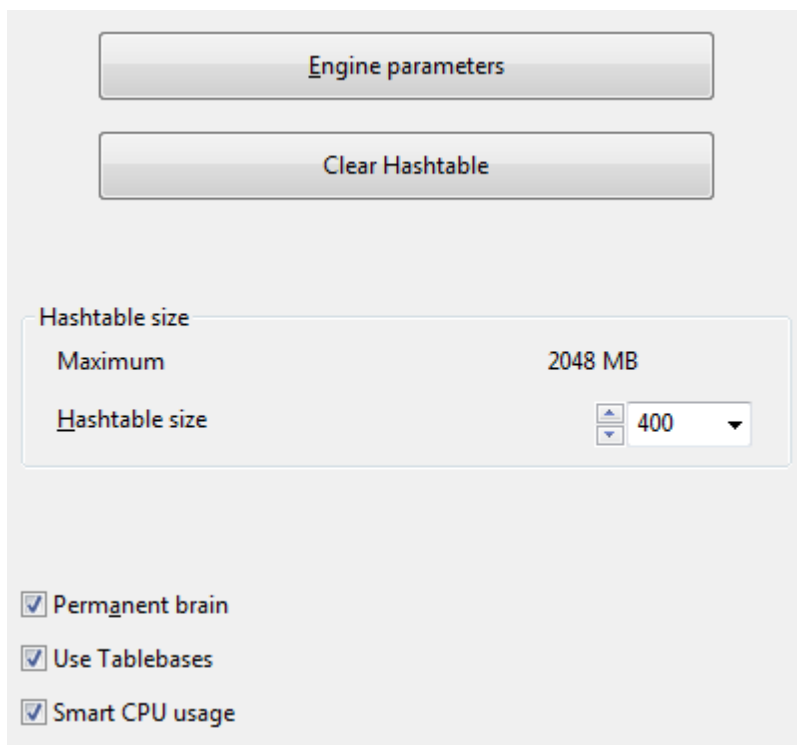 Engine parameters
Clear Hashtable
Hashtable size
Maximum 2048 MB
Hashtable size 400
Permanent brain
Use Tablebases
Smart CPU usage